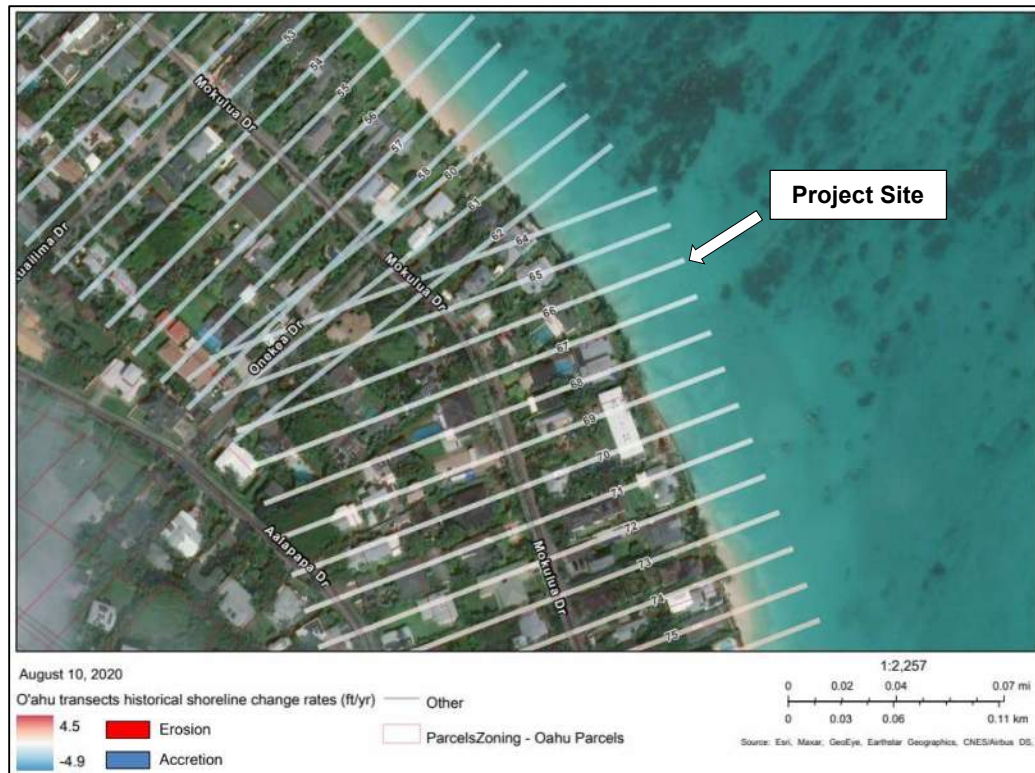 53
54
55
56
57
58
60
61
62
64
65
66
67
68
69
70
71
72
73
74
75
Mokulua Dr
Mokulua Dr
Mokulua Dr
Onekea Dr
Aalapapa Dr
Project Site
August 10, 2020
O'ahu transects historical shoreline change rates (ft/yr)
4.5
-4.9
Erosion
Accretion
Other
ParcelsZoning - Oahu Parcels
1:2,257
0 0.02 0.04 0.07 mi
0 0.03 0.06 0.11 km
Source: Esri, Maxar, GeoEye, Earthstar Geographics, CNES/Airbus DS,